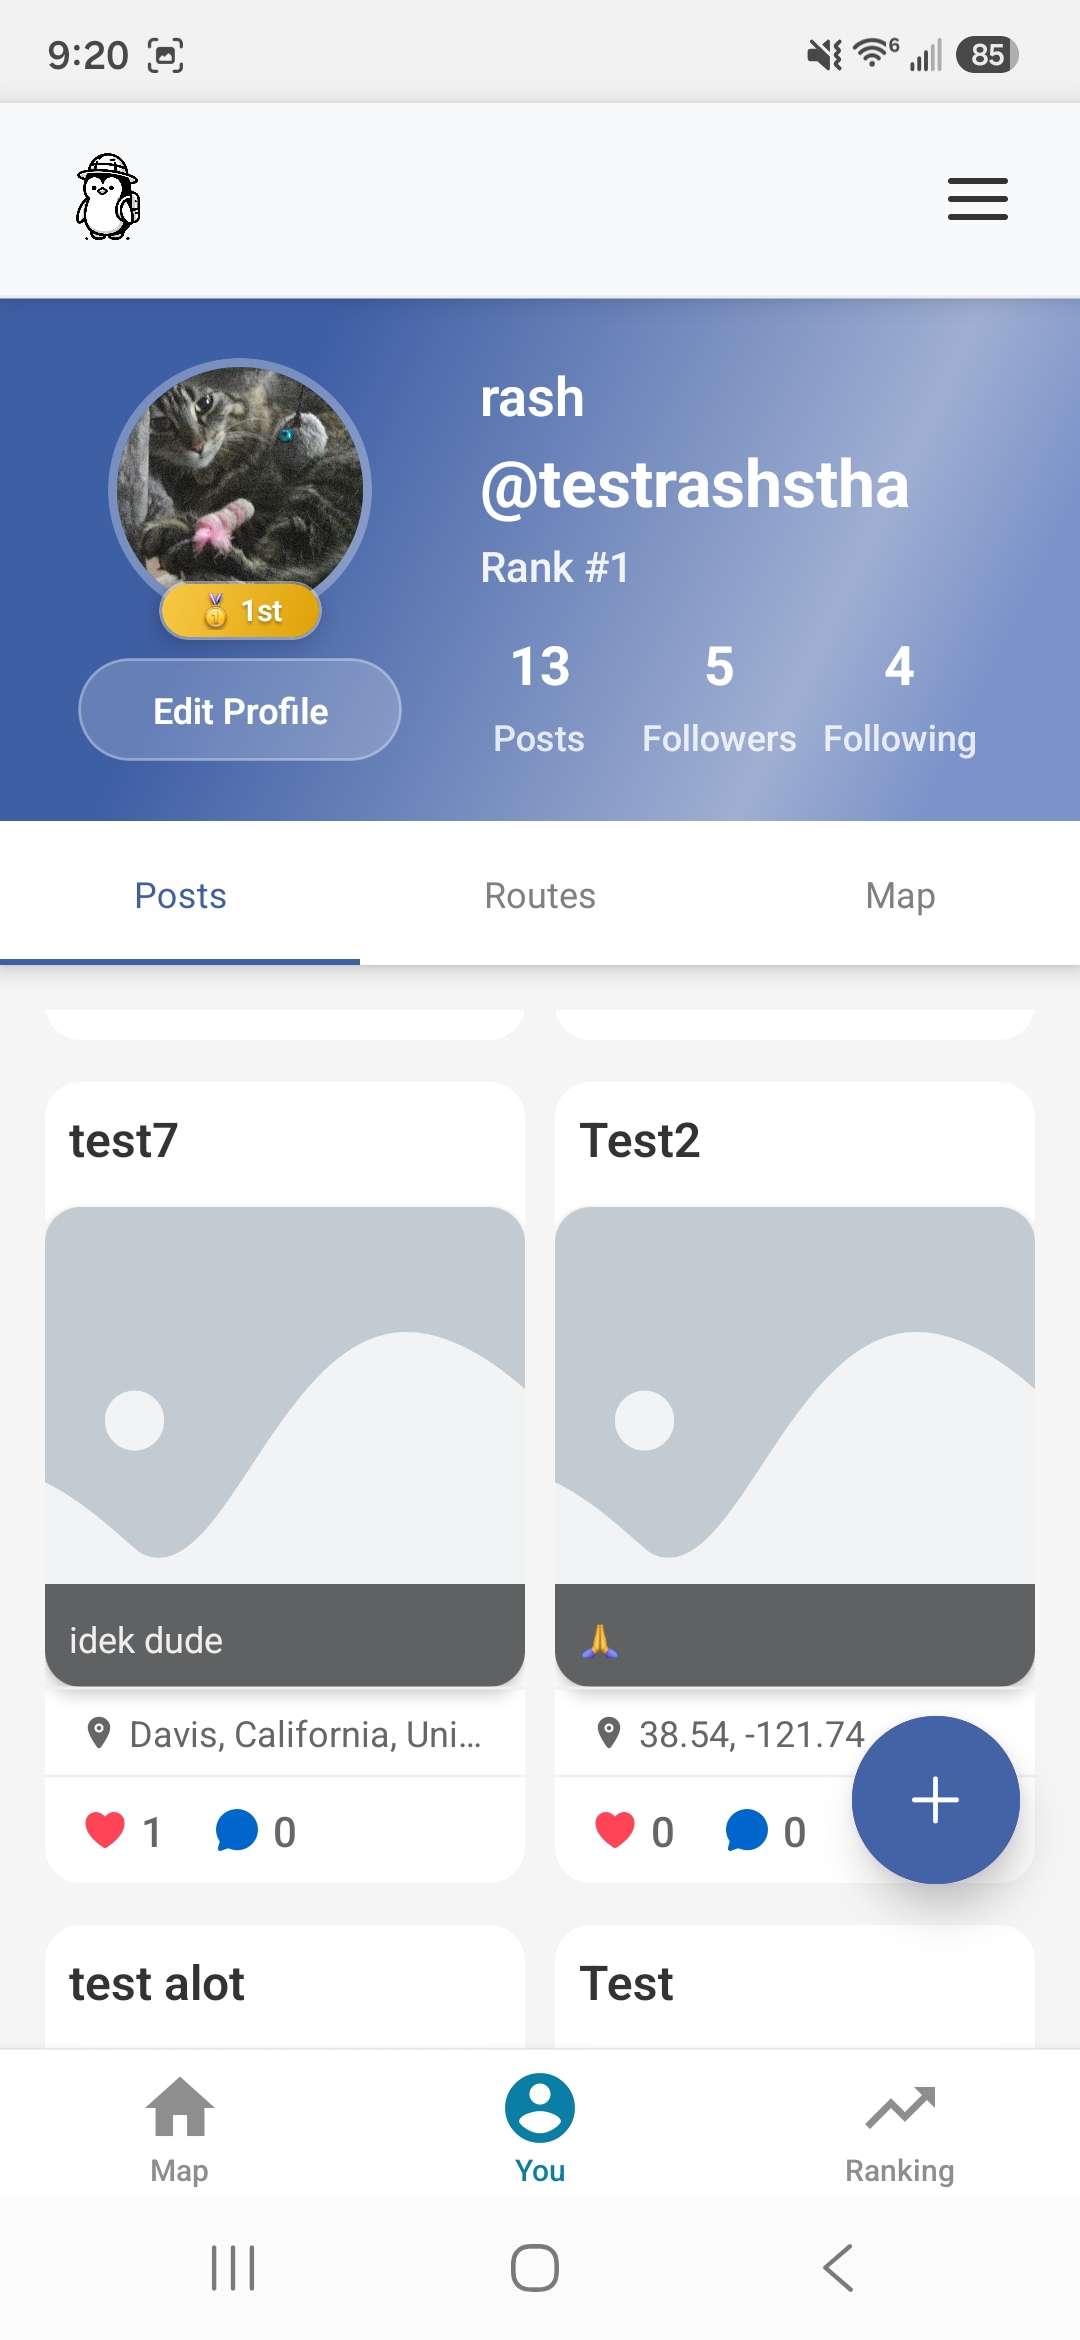 9:20
6
85
rash
@testrashstha
Rank #1
🥇 1st
Edit Profile
13
Posts
5
Followers
4
Following
Posts
Routes
Map
test7
idek dude
Davis, California, Uni...
1
0
Test2
🙏
38.54, -121.74
0
0
test alot
Test
Map
You
Ranking